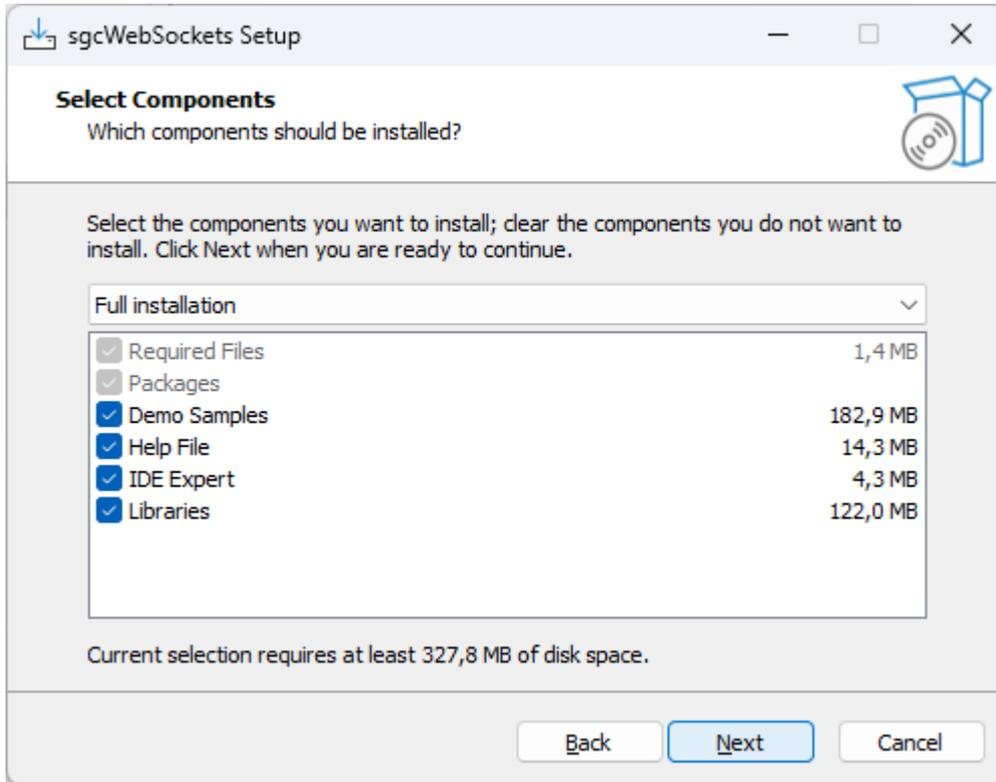 sgcWebSockets Setup
Select Components
Which components should be installed?
Select the components you want to install; clear the components you do not want to
install. Click Next when you are ready to continue.
Full installation
Required Files 1,4 MB
Packages
Demo Samples 182,9 MB
Help File 14,3 MB
IDE Expert 4,3 MB
Libraries 122,0 MB
Current selection requires at least 327,8 MB of disk space.
Back Next Cancel